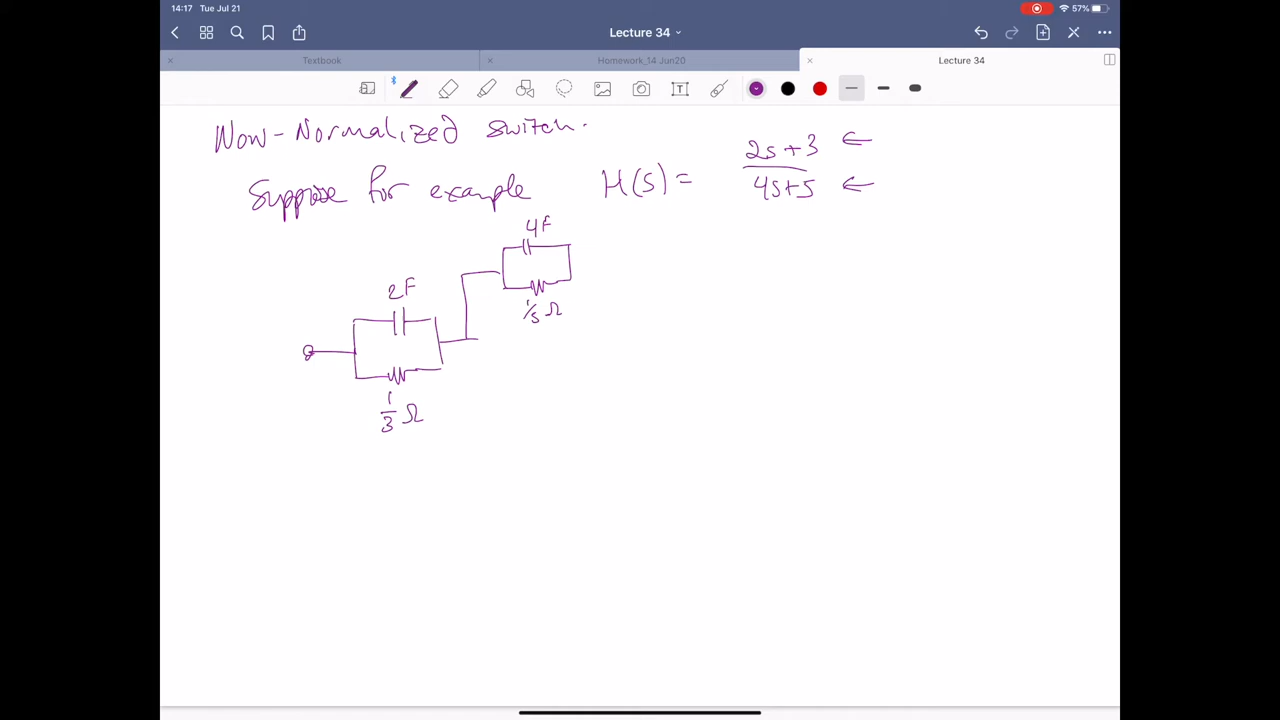 14:17 Tue Jul 21
57%
Lecture 34
Textbook
Homework_14 Jun20
Lecture 34
Now-Normalized switch.
Suppose for example H(s) = 2s+3 ←
4s+5 ←
4F
2F
1/5 Ω
1/3 Ω